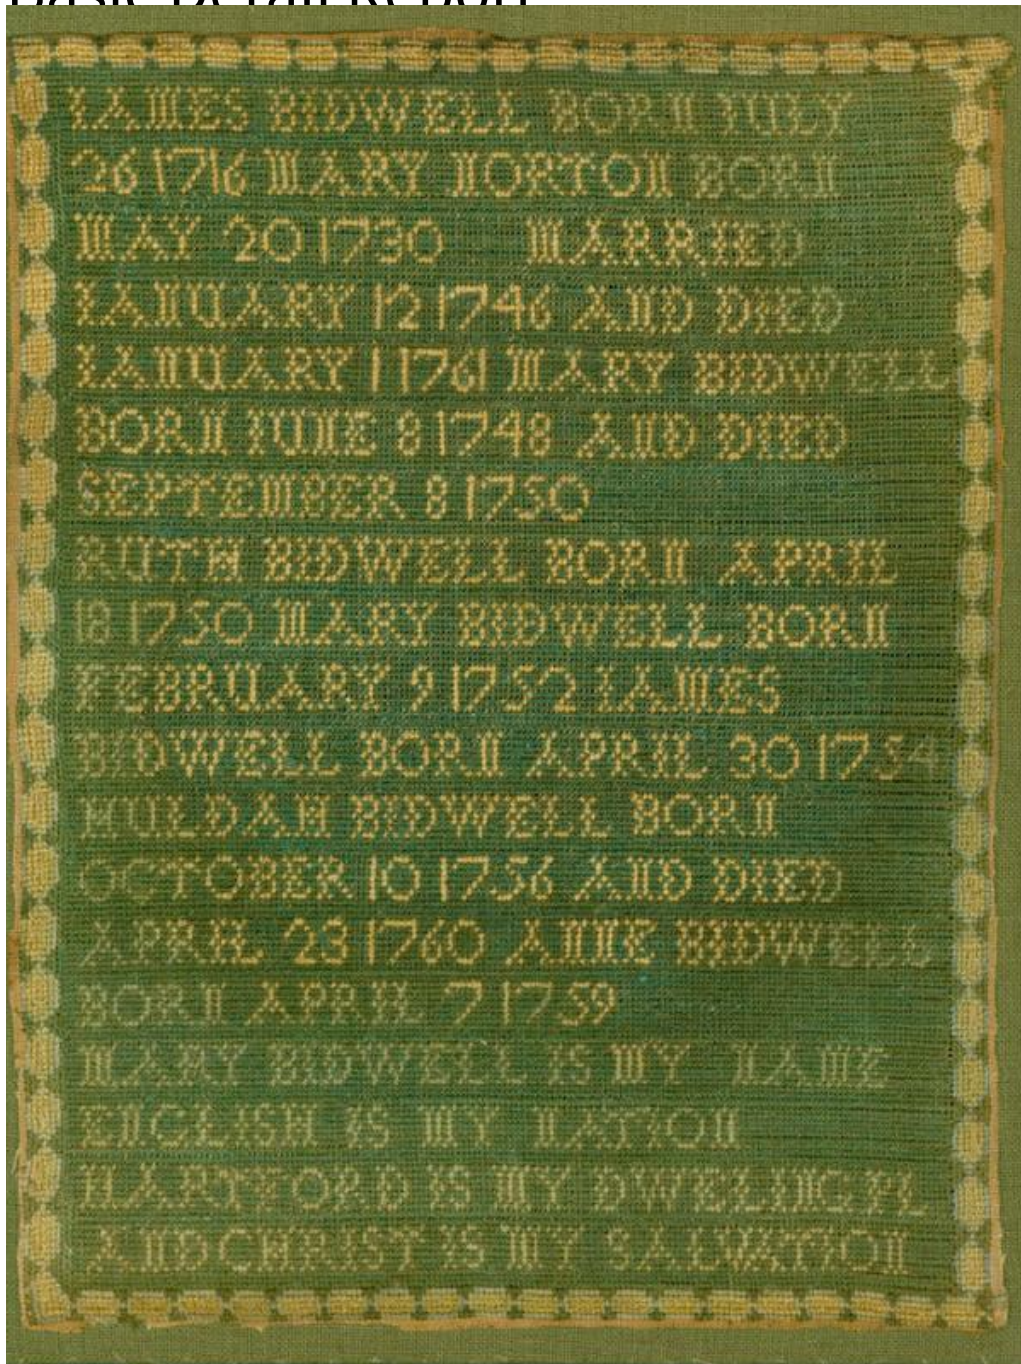 Basic Detail Report
IAMES BIDWELL BORN IULY
26 1716 MARY NORTON BORN
MAY 20 1730 MARRIED
IANUARY 12 1746 AND DIED
IANUARY 1 1761 MARY BIDWELL
BORN IUNE 8 1748 AND DIED
SEPTEMBER 8 1750
RUTH BIDWELL BORN APRIL
18 1750 MARY BIDWELL BORN
FEBRUARY 9 1752 IAMES
BIDWELL BORN APRIL 30 1754
HULDAH BIDWELL BORN
OCTOBER 10 1756 AND DIED
APRIL 23 1760 ANNE BIDWELL
BORN APRIL 7 1759
MARY BIDWELL IS MY NAME
ENGLISH IS MY NATION
HARTFORD IS MY DWELINGPL
AND CHRIST IS MY SALWATION